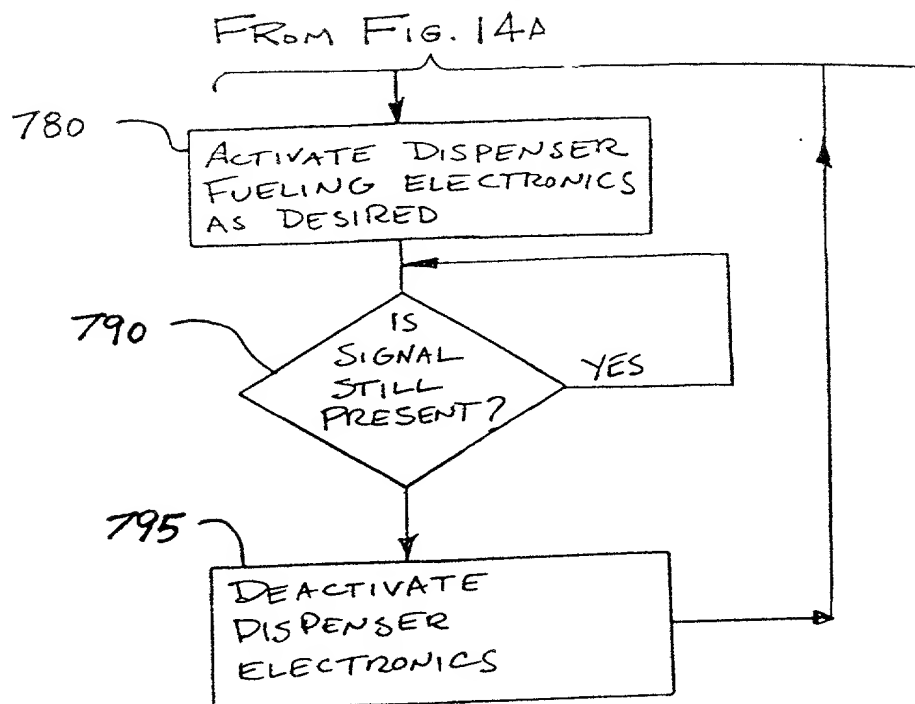 FROM FIG. 14A
780
ACTIVATE DISPENSER
FUELING ELECTRONICS
AS DESIRED
790
IS
SIGNAL
STILL
PRESENT?
YES
795
DEACTIVATE
DISPENSER
ELECTRONICS